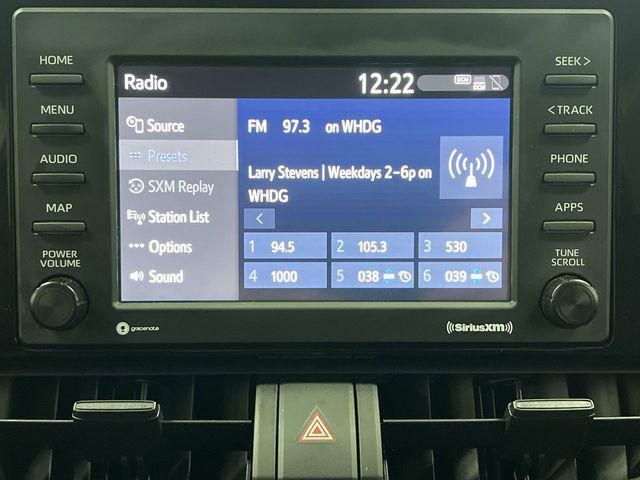 HOME
MENU
AUDIO
MAP
POWER
VOLUME
Radio
12:22
DCM
DCM
Source
Presets
SXM Replay
Station List
Options
Sound
FM 97.3 on WHDG
Larry Stevens | Weekdays 2-6p on
WHDG
< >
1 94.5 2 105.3 3 530
4 1000 5 038 6 039
SEEK >
< TRACK
PHONE
APPS
TUNE
SCROLL
gracenote
((SiriusXM))